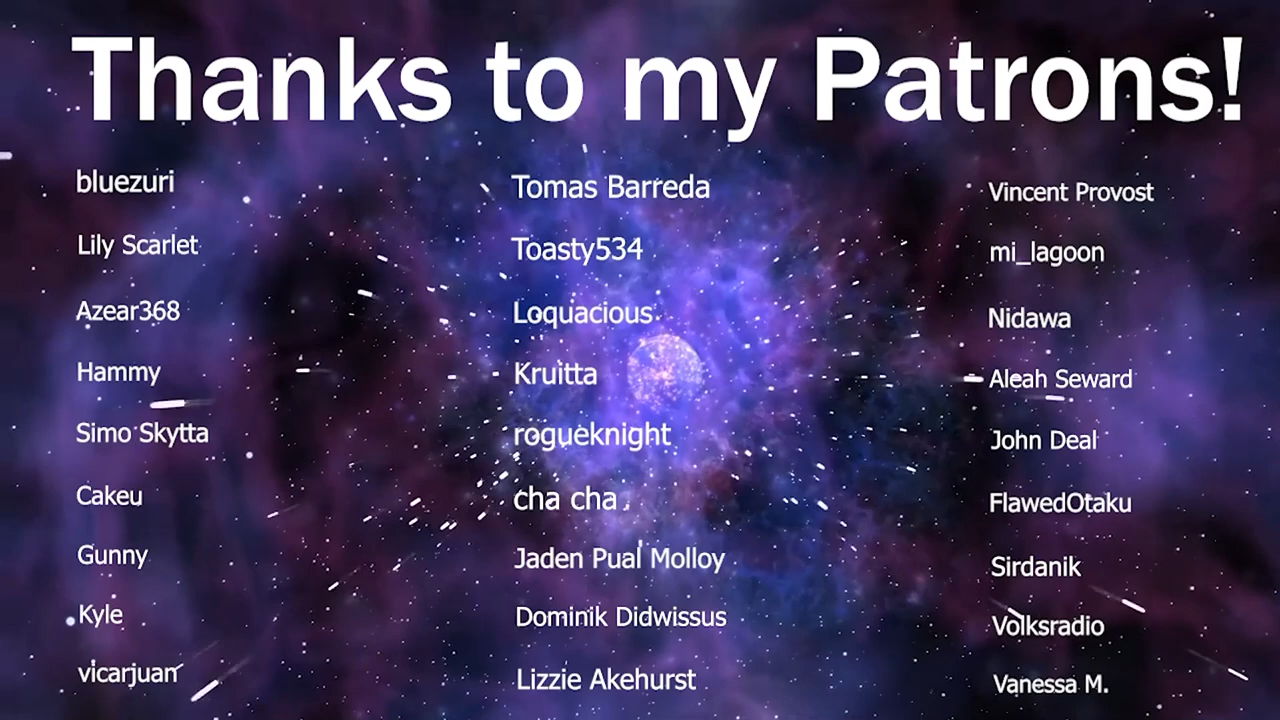 Thanks to my Patrons!
bluezuri
Lily Scarlet
Azear368
Hammy
Simo Skytta
Cakeu
Gunny
Kyle
vicarjuan
Tomas Barreda
Toasty534
Loquacious
Kruitta
rogueknight
cha cha
Jaden Pual Molloy
Dominik Didwissus
Lizzie Akehurst
Vincent Provost
mi_lagoon
Nidawa
Aleah Seward
John Deal
FlawedOtaku
Sirdanik
Volksradio
Vanessa M.